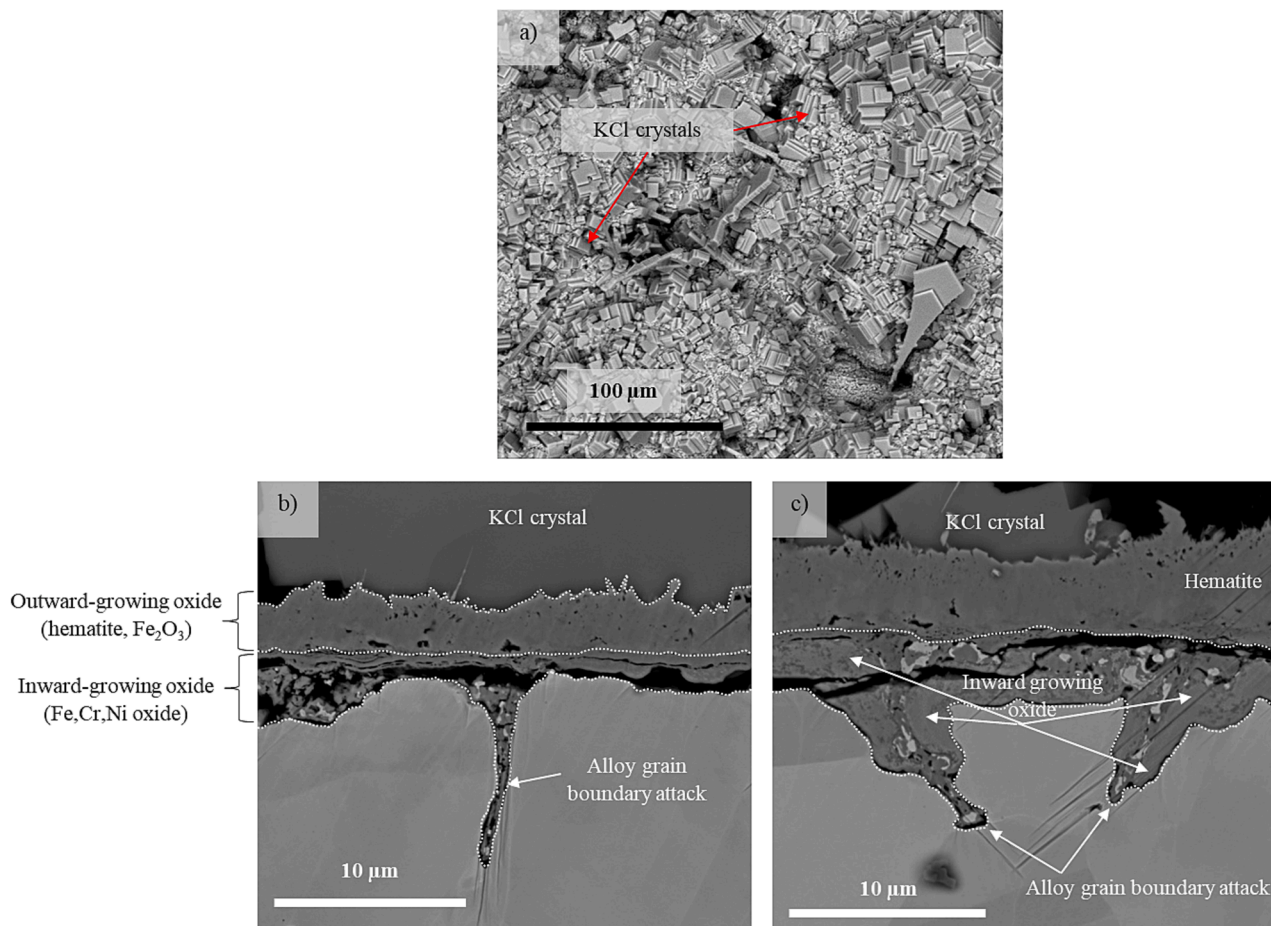 a)
KCl crystals
100 µm
b)
KCl crystal
Outward-growing oxide
(hematite, Fe₂O₃)
Inward-growing oxide
(Fe,Cr,Ni oxide)
Alloy grain
boundary attack
10 µm
c)
KCl crystal
Hematite
Inward growing
oxide
10 µm
Alloy grain boundary attack